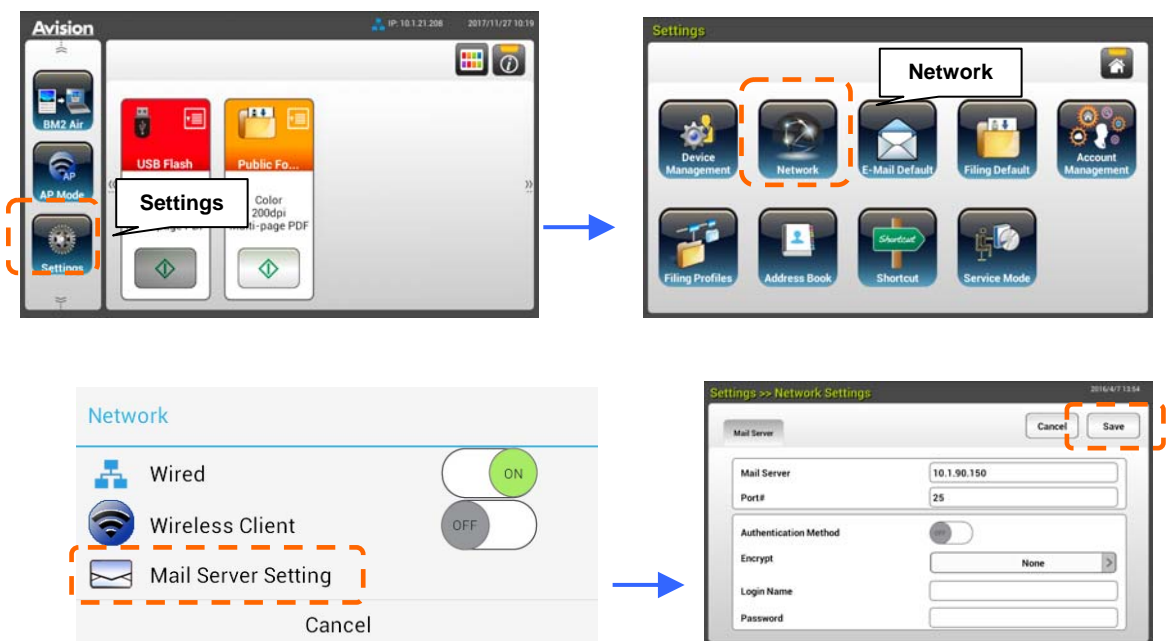 Avision
IP: 10.1.21.208 2017/11/27 10:19
BM2 Air
AP
AP Mode
Settings
USB Flash
Public Fo...
Settings
Color
200dpi
Multi-page PDF
Settings
Network
Device
Management
Network
E-Mail Default
Filing Default
Account
Management
Filing Profiles
Address Book
Shortcut
Shortcut
Service Mode
Network
Wired
ON
Wireless Client
OFF
Mail Server Setting
Cancel
Settings >> Network Settings
2016/4/7 13:54
Mail Server
Cancel
Save
Mail Server
10.1.90.150
Port#
25
Authentication Method
OFF
Encrypt
None
Login Name
Password